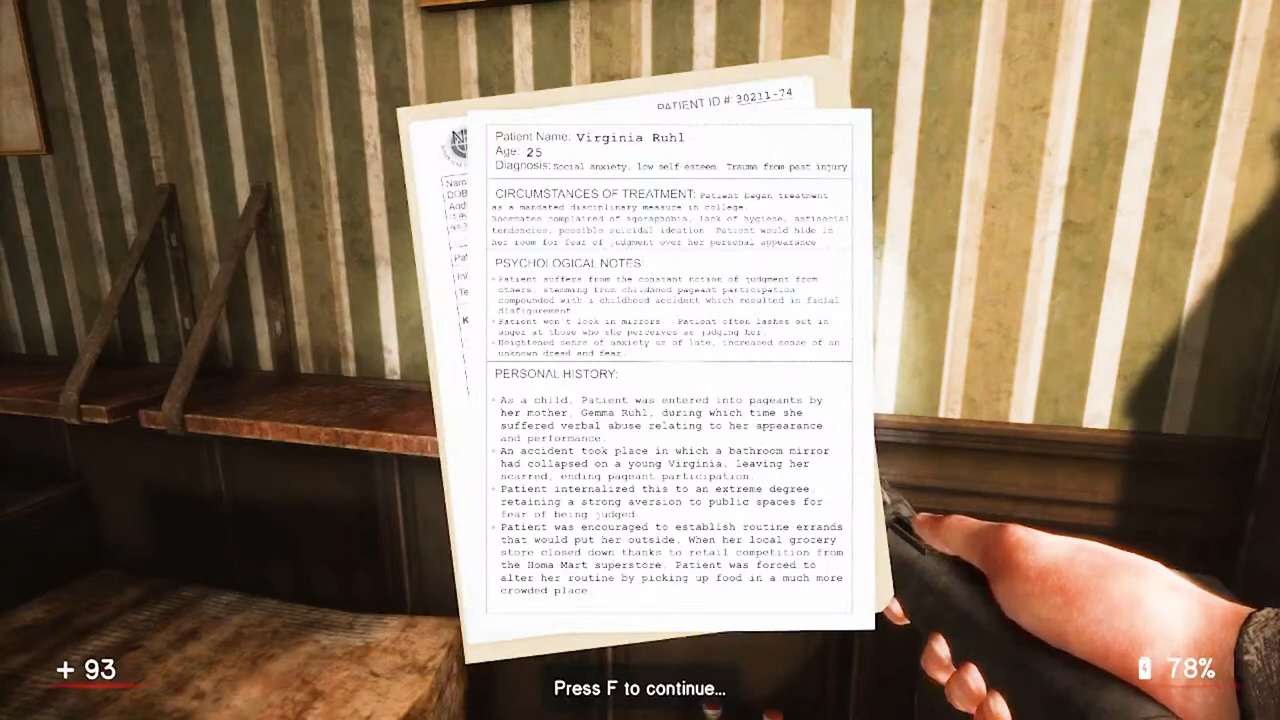 PATIENT ID #: 30211-74
Patient Name: Virginia Ruhl
Age: 25
Diagnosis: Social anxiety, low self-esteem. Trauma from past injury
CIRCUMSTANCES OF TREATMENT: Patient began treatment
as a mandated disciplinary measure in college.
Roommates complained of agoraphobia, lack of hygiene, antisocial
tendencies, possible suicidal ideation. Patient would hide in
her room for fear of judgment over her personal appearance
PSYCHOLOGICAL NOTES:
• Patient suffers from the constant notion of judgment from
others, stemming from childhood pageant participation
compounded with a childhood accident which resulted in facial
disfigurement
• Patient won't look in mirrors. Patient often lashes out in
anger at those who she perceives as judging her.
• Heightened sense of anxiety as of late, increased sense of an
unknown dread and fear.
PERSONAL HISTORY:
• As a child, Patient was entered into pageants by
her mother, Gemma Ruhl, during which time she
suffered verbal abuse relating to her appearance
and performance.
• An accident took place in which a bathroom mirror
had collapsed on a young Virginia, leaving her
scarred, ending pageant participation.
• Patient internalized this to an extreme degree,
retaining a strong aversion to public spaces for
fear of being judged
• Patient was encouraged to establish routine errands
that would put her outside. When her local grocery
store closed down thanks to retail competition from
the Homa Mart superstore, Patient was forced to
alter her routine by picking up food in a much more
crowded place
DOB
+ 93
Press F to continue...
78%